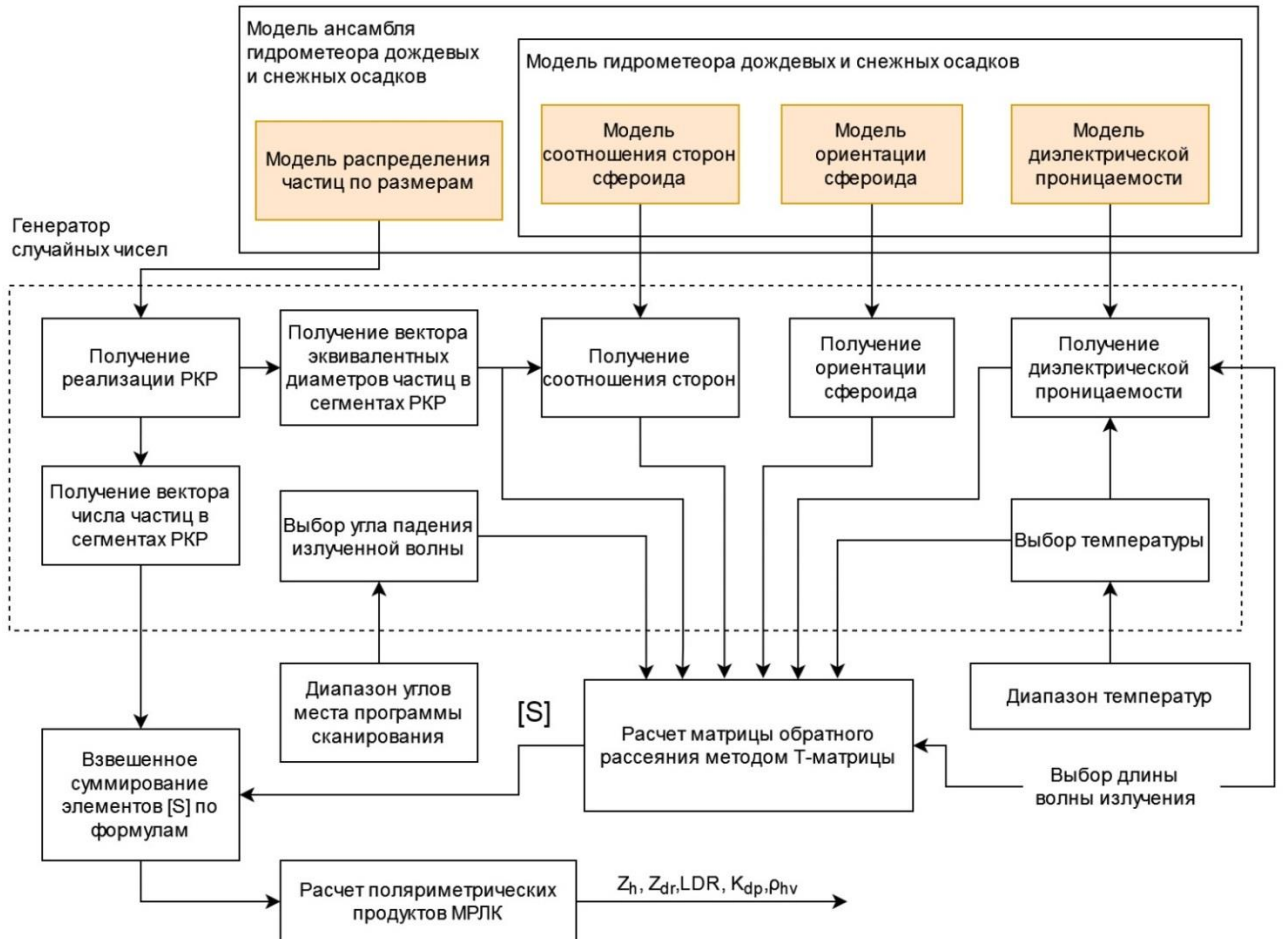 Модель ансамбля
гидрометеора дождевых
и снежных осадков
Модель гидрометеора дождевых и снежных осадков
Модель распределения
частиц по размерам
Модель
соотношения сторон
сфероида
Модель
ориентации
сфероида
Модель
диэлектрической
проницаемости
Генератор
случайных чисел
Получение
реализации РКР
Получение вектора
эквивалентных
диаметров частиц в
сегментах РКР
Получение
соотношения сторон
Получение
ориентации
сфероида
Получение
диэлектрической
проницаемости
Получение вектора
числа частиц в
сегментах РКР
Выбор угла падения
излученной волны
Выбор температуры
Диапазон углов
места программы
сканирования
[S]
Расчет матрицы обратного
рассеяния методом Т-матрицы
Диапазон температур
Взвешенное
суммирование
элементов [S] по
формулам
Выбор длины
волны излучения
Расчет поляриметрических
продуктов МРЛК
Zh, Zdr,LDR, Kdp,ρhv